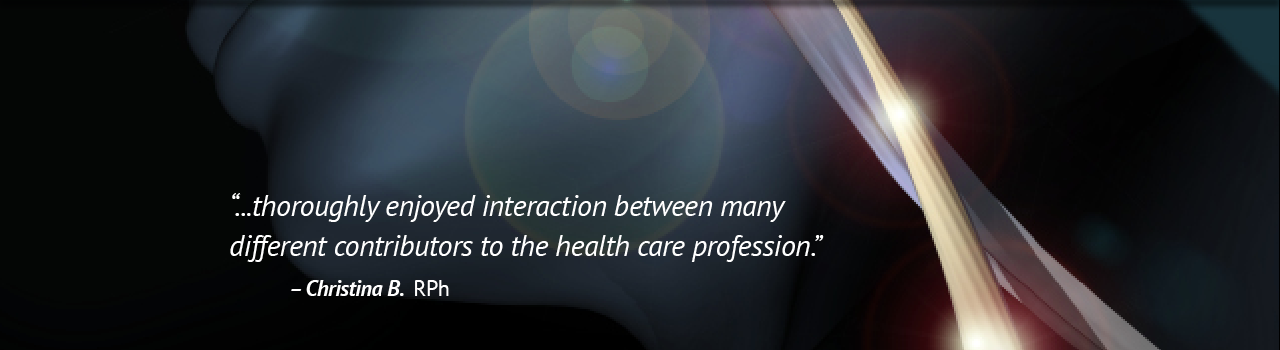 “...thoroughly enjoyed interaction between many
different contributors to the health care profession.”
– Christina B. RPh